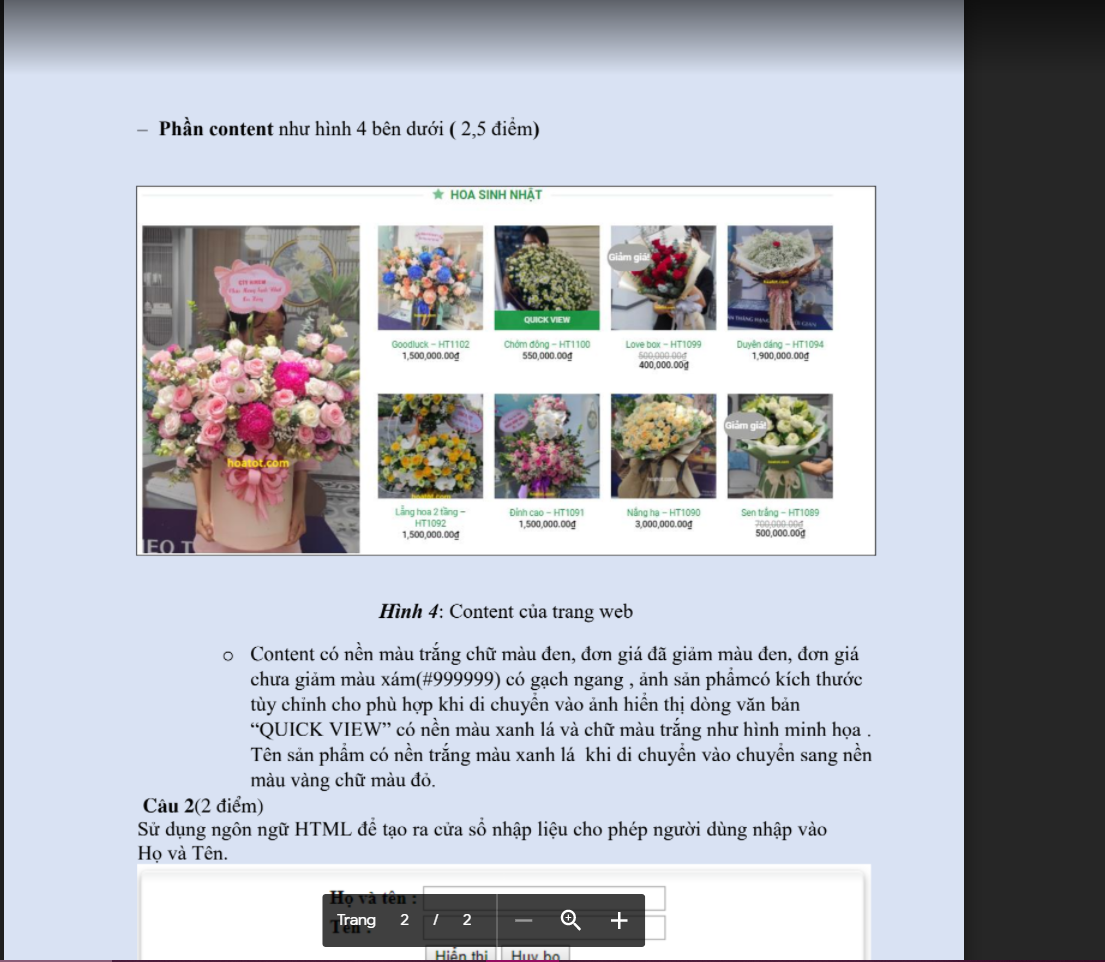 – Phần content như hình 4 bên dưới ( 2,5 điểm)
★ HOA SINH NHẬT
hoatot.com
Giảm giá!
QUICK VIEW
Goodluck – HT1102
1,500,000.00₫
Chớm đông – HT1100
550,000.00₫
Love box – HT1099
500,000.00₫
400,000.00₫
Duyên dáng – HT1094
1,900,000.00₫
Giảm giá!
Lẵng hoa 2 tầng –
HT1092
1,500,000.00₫
Đỉnh cao – HT1091
1,500,000.00₫
Nắng hạ – HT1090
3,000,000.00₫
Sen trắng – HT1089
700,000.00₫
500,000.00₫
Hình 4: Content của trang web
o Content có nền màu trắng chữ màu đen, đơn giá đã giảm màu đen, đơn giá
chưa giảm màu xám(#999999) có gạch ngang , ảnh sản phẩmcó kích thước
tùy chỉnh cho phù hợp khi di chuyển vào ảnh hiển thị dòng văn bản
“QUICK VIEW” có nền màu xanh lá và chữ màu trắng như hình minh họa .
Tên sản phẩm có nền trắng màu xanh lá khi di chuyển vào chuyển sang nền
màu vàng chữ màu đỏ.
Câu 2(2 điểm)
Sử dụng ngôn ngữ HTML để tạo ra cửa sổ nhập liệu cho phép người dùng nhập vào
Họ và Tên.
Họ và tên :
Tên :
Trang 2 / 2
Hiển thị Huy bo